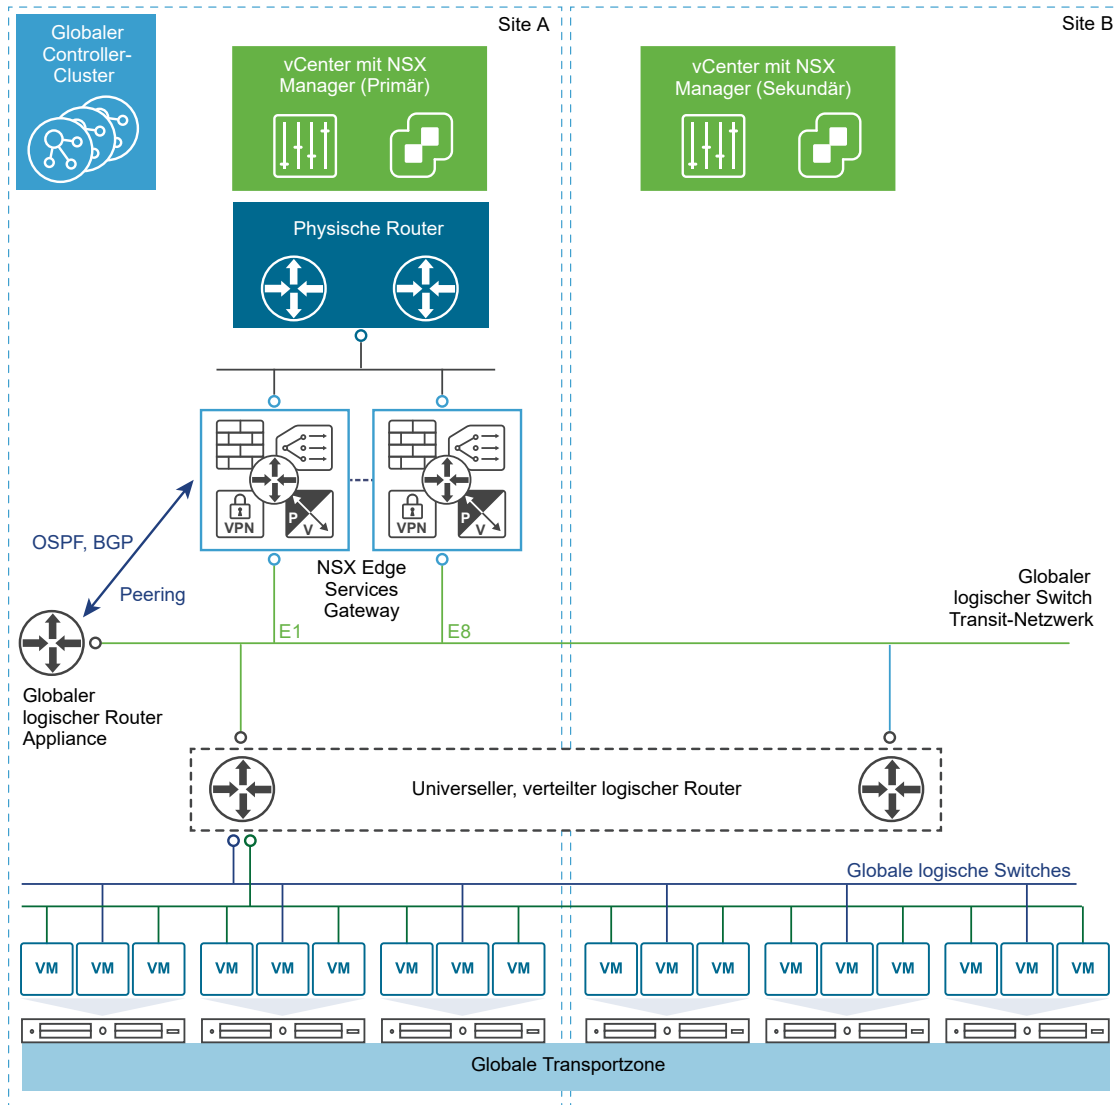 Site A
Site B
Globaler
Controller-
Cluster
vCenter mit NSX
Manager (Primär)
vCenter mit NSX
Manager (Sekundär)
Physische Router
VPN
P
V
VPN
P
V
OSPF, BGP
Peering
NSX Edge
Services
Gateway
Globaler
logischer Switch
Transit-Netzwerk
E1
E8
Globaler
logischer Router
Appliance
Universeller, verteilter logischer Router
Globale logische Switches
VM VM VM VM VM VM VM VM VM VM VM VM VM VM VM VM VM VM
Globale Transportzone